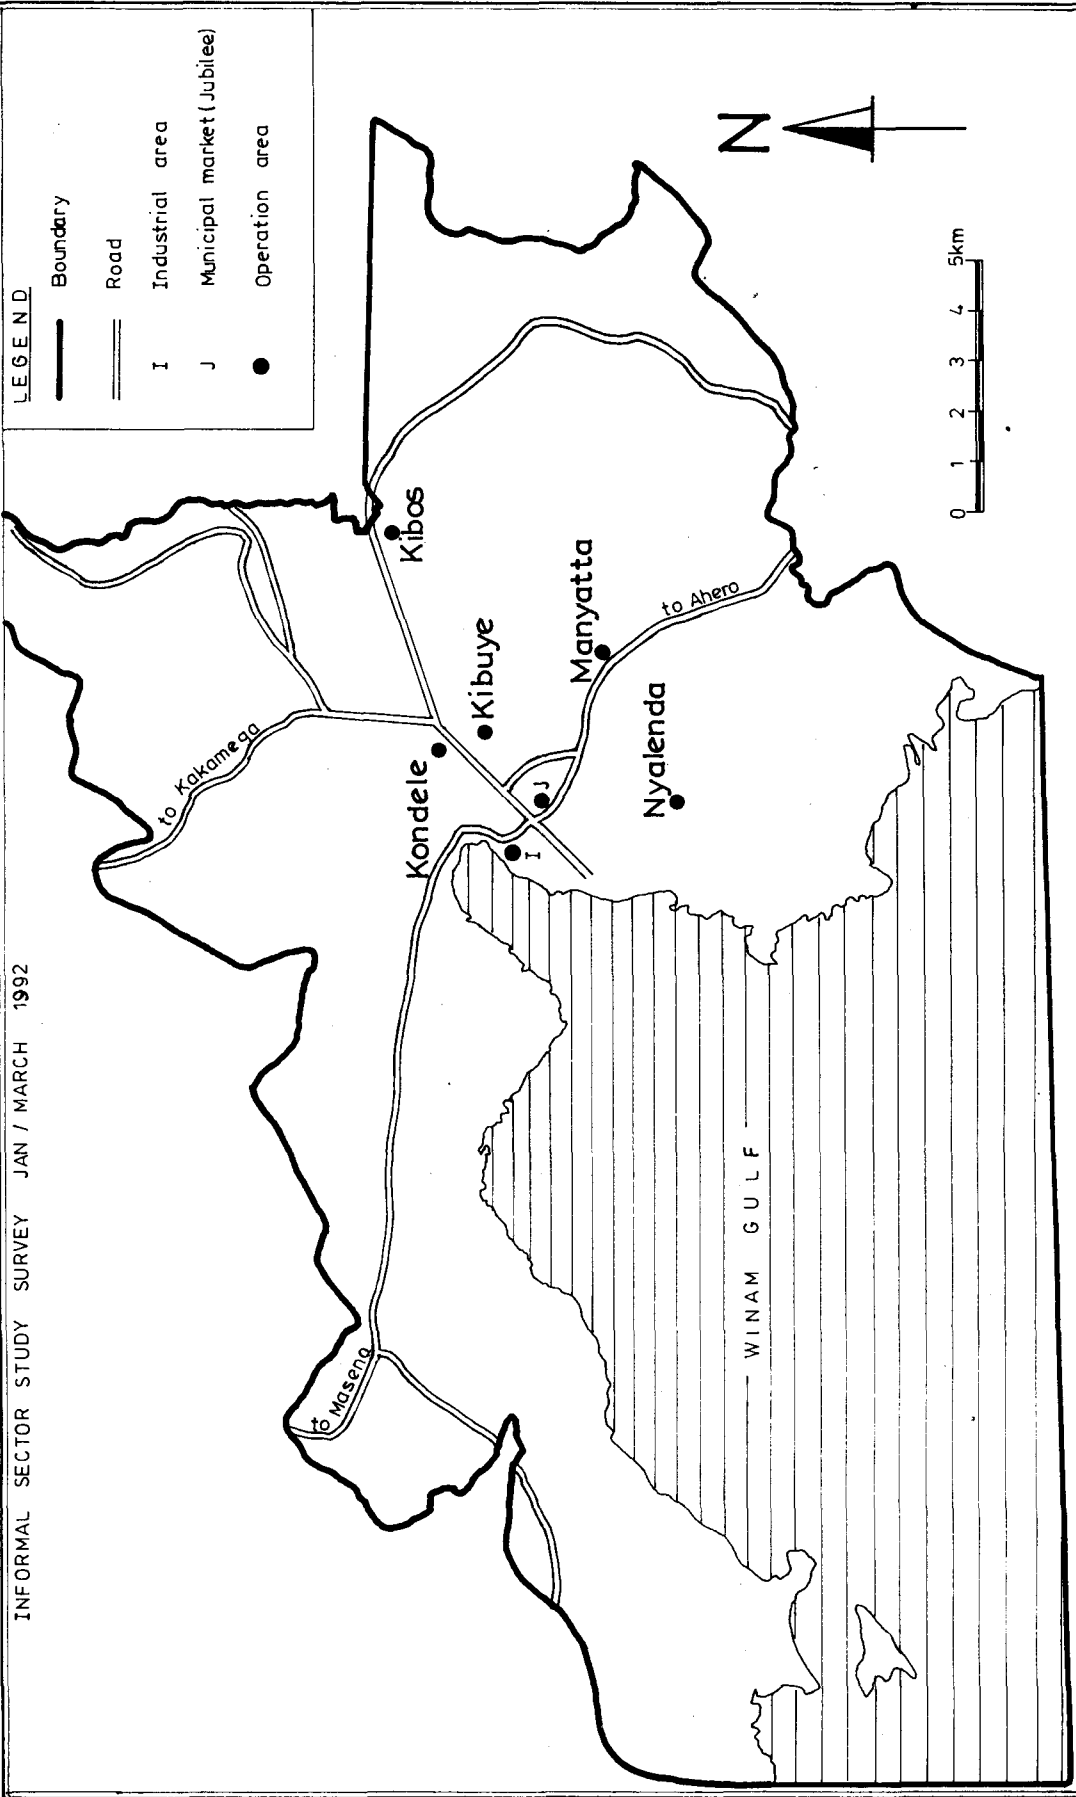 INFORMAL SECTOR STUDY SURVEY JAN / MARCH 1992
LEGEND
Boundary
Road
I Industrial area
J Municipal market (Jubilee)
Operation area
to Kakamega
to Maseno
Kibos
Kondele
Kibuye
J
I
Manyatta
to Ahero
Nyalenda
WINAM GULF
N
0 1 2 3 4 5km